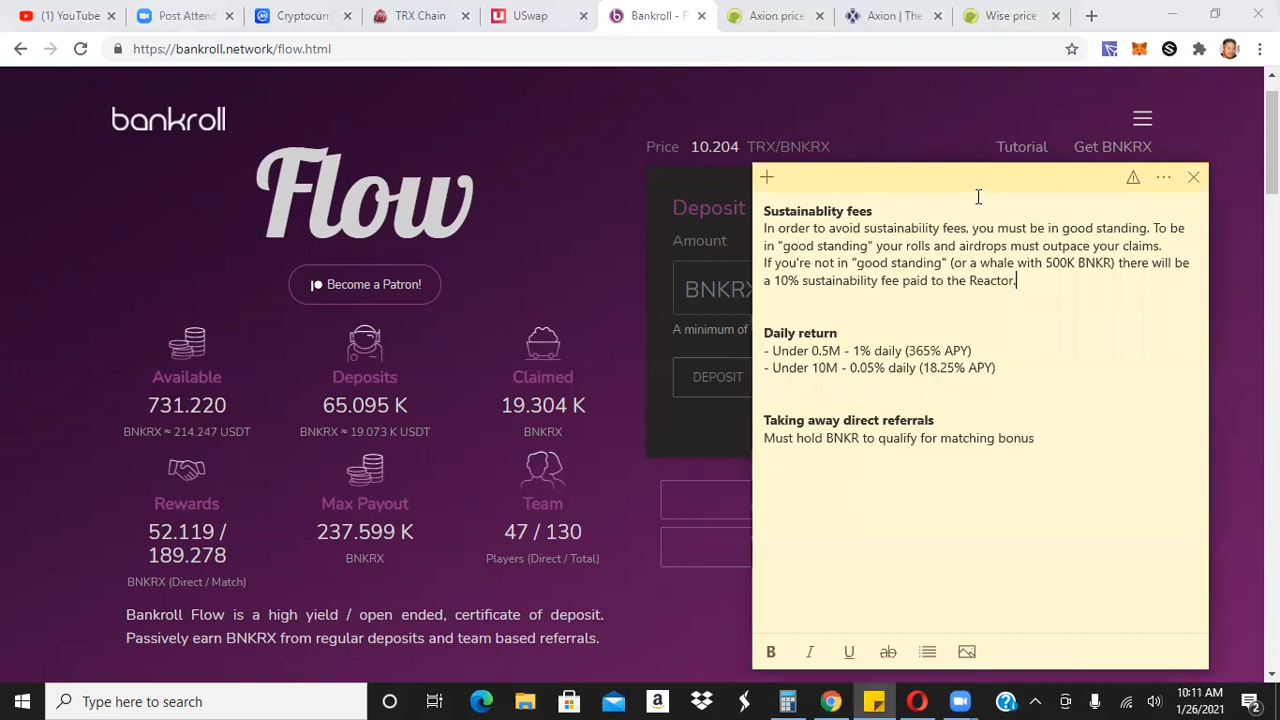 (1) YouTube
Post Attend
Cryptocurr
TRX Chain
USwap
Bankroll - F
Axion price
Axion | The
Wise price
https://bankroll.network/flow.html
bankroll
Flow
Become a Patron!
Price 10.204 TRX/BNKRX
Tutorial
Get BNKRX
Deposit
Amount
BNKRX
A minimum of
DEPOSIT
Available
731.220
BNKRX ≈ 214.247 USDT
Deposits
65.095 K
BNKRX ≈ 19.073 K USDT
Claimed
19.304 K
BNKRX
Rewards
52.119 /
189.278
BNKRX (Direct / Match)
Max Payout
237.599 K
BNKRX
Team
47 / 130
Players (Direct / Total)
Bankroll Flow is a high yield / open ended, certificate of deposit.
Passively earn BNKRX from regular deposits and team based referrals.
Sustainablity fees
In order to avoid sustainability fees, you must be in good standing. To be
in "good standing" your rolls and airdrops must outpace your claims.
If you're not in "good standing" (or a whale with 500K BNKR) there will be
a 10% sustainability fee paid to the Reactor.
Daily return
- Under 0.5M - 1% daily (365% APY)
- Under 10M - 0.05% daily (18.25% APY)
Taking away direct referrals
Must hold BNKR to qualify for matching bonus
B I U ab
Type here to search
10:11 AM
1/26/2021
2